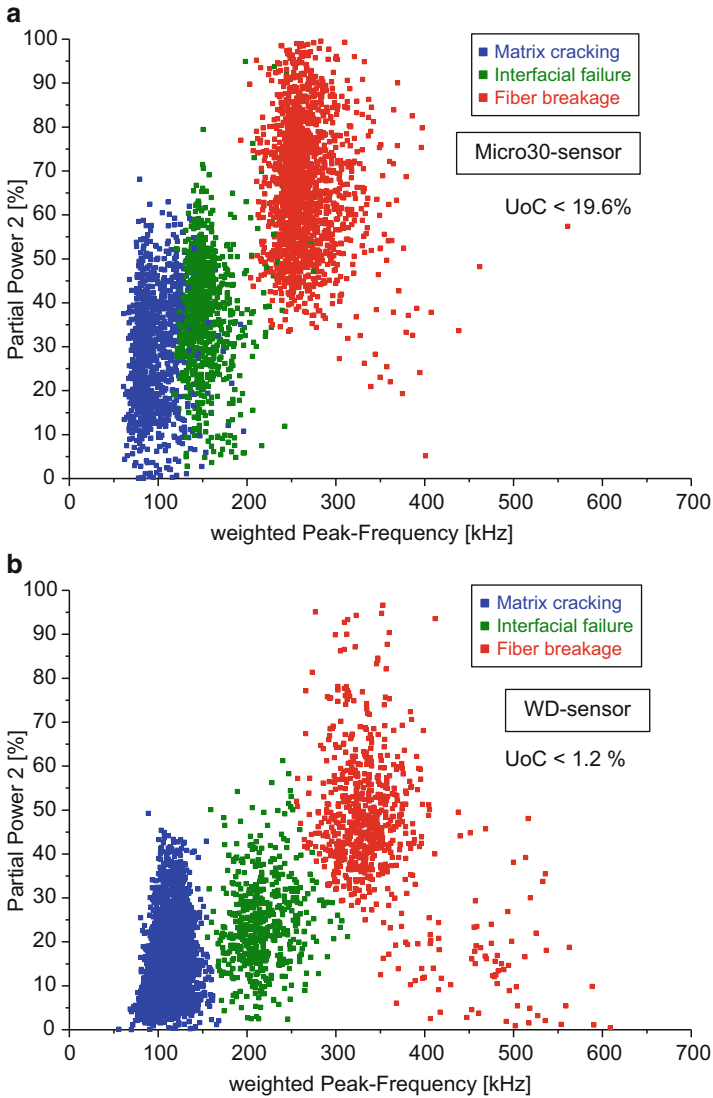 a
100
90
80
70
60
50
40
30
20
10
0
Partial Power 2 [%]
Matrix cracking
Interfacial failure
Fiber breakage
Micro30-sensor
UoC < 19.6%
0 100 200 300 400 500 600 700
weighted Peak-Frequency [kHz]
b
100
90
80
70
60
50
40
30
20
10
0
Partial Power 2 [%]
Matrix cracking
Interfacial failure
Fiber breakage
WD-sensor
UoC < 1.2 %
0 100 200 300 400 500 600 700
weighted Peak-Frequency [kHz]